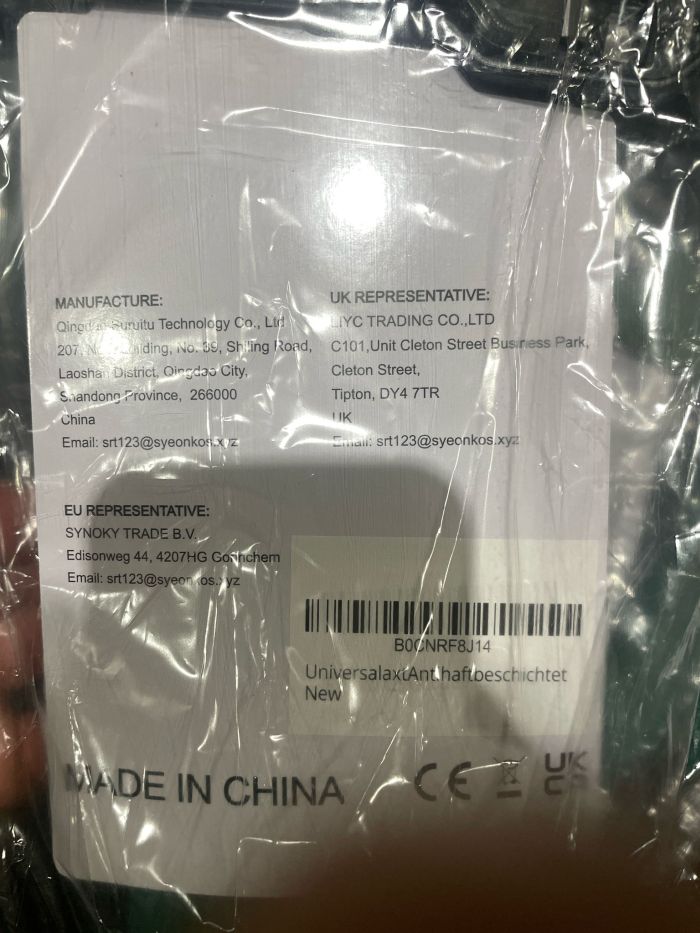 MANUFACTURE:
Qingdao Suruitu Technology Co., Ltd
207, Building, No. 39, Shiling Road,
Laoshan District, Qingdao City,
Shandong Province, 266000
China
Email: srt123@syeonkos.xyz
UK REPRESENTATIVE:
LIYC TRADING CO.,LTD
C101,Unit Cleton Street Business Park,
Cleton Street,
Tipton, DY4 7TR
UK
Email: srt123@syeonkos.xyz
EU REPRESENTATIVE:
SYNOKY TRADE B.V.
Edisonweg 44, 4207HG Gorinchem
Email: srt123@syeonkos.xyz
B0CNRF8J14
UniversalaxtAntihaftbeschichtet
New
MADE IN CHINA
CE
UK
CA